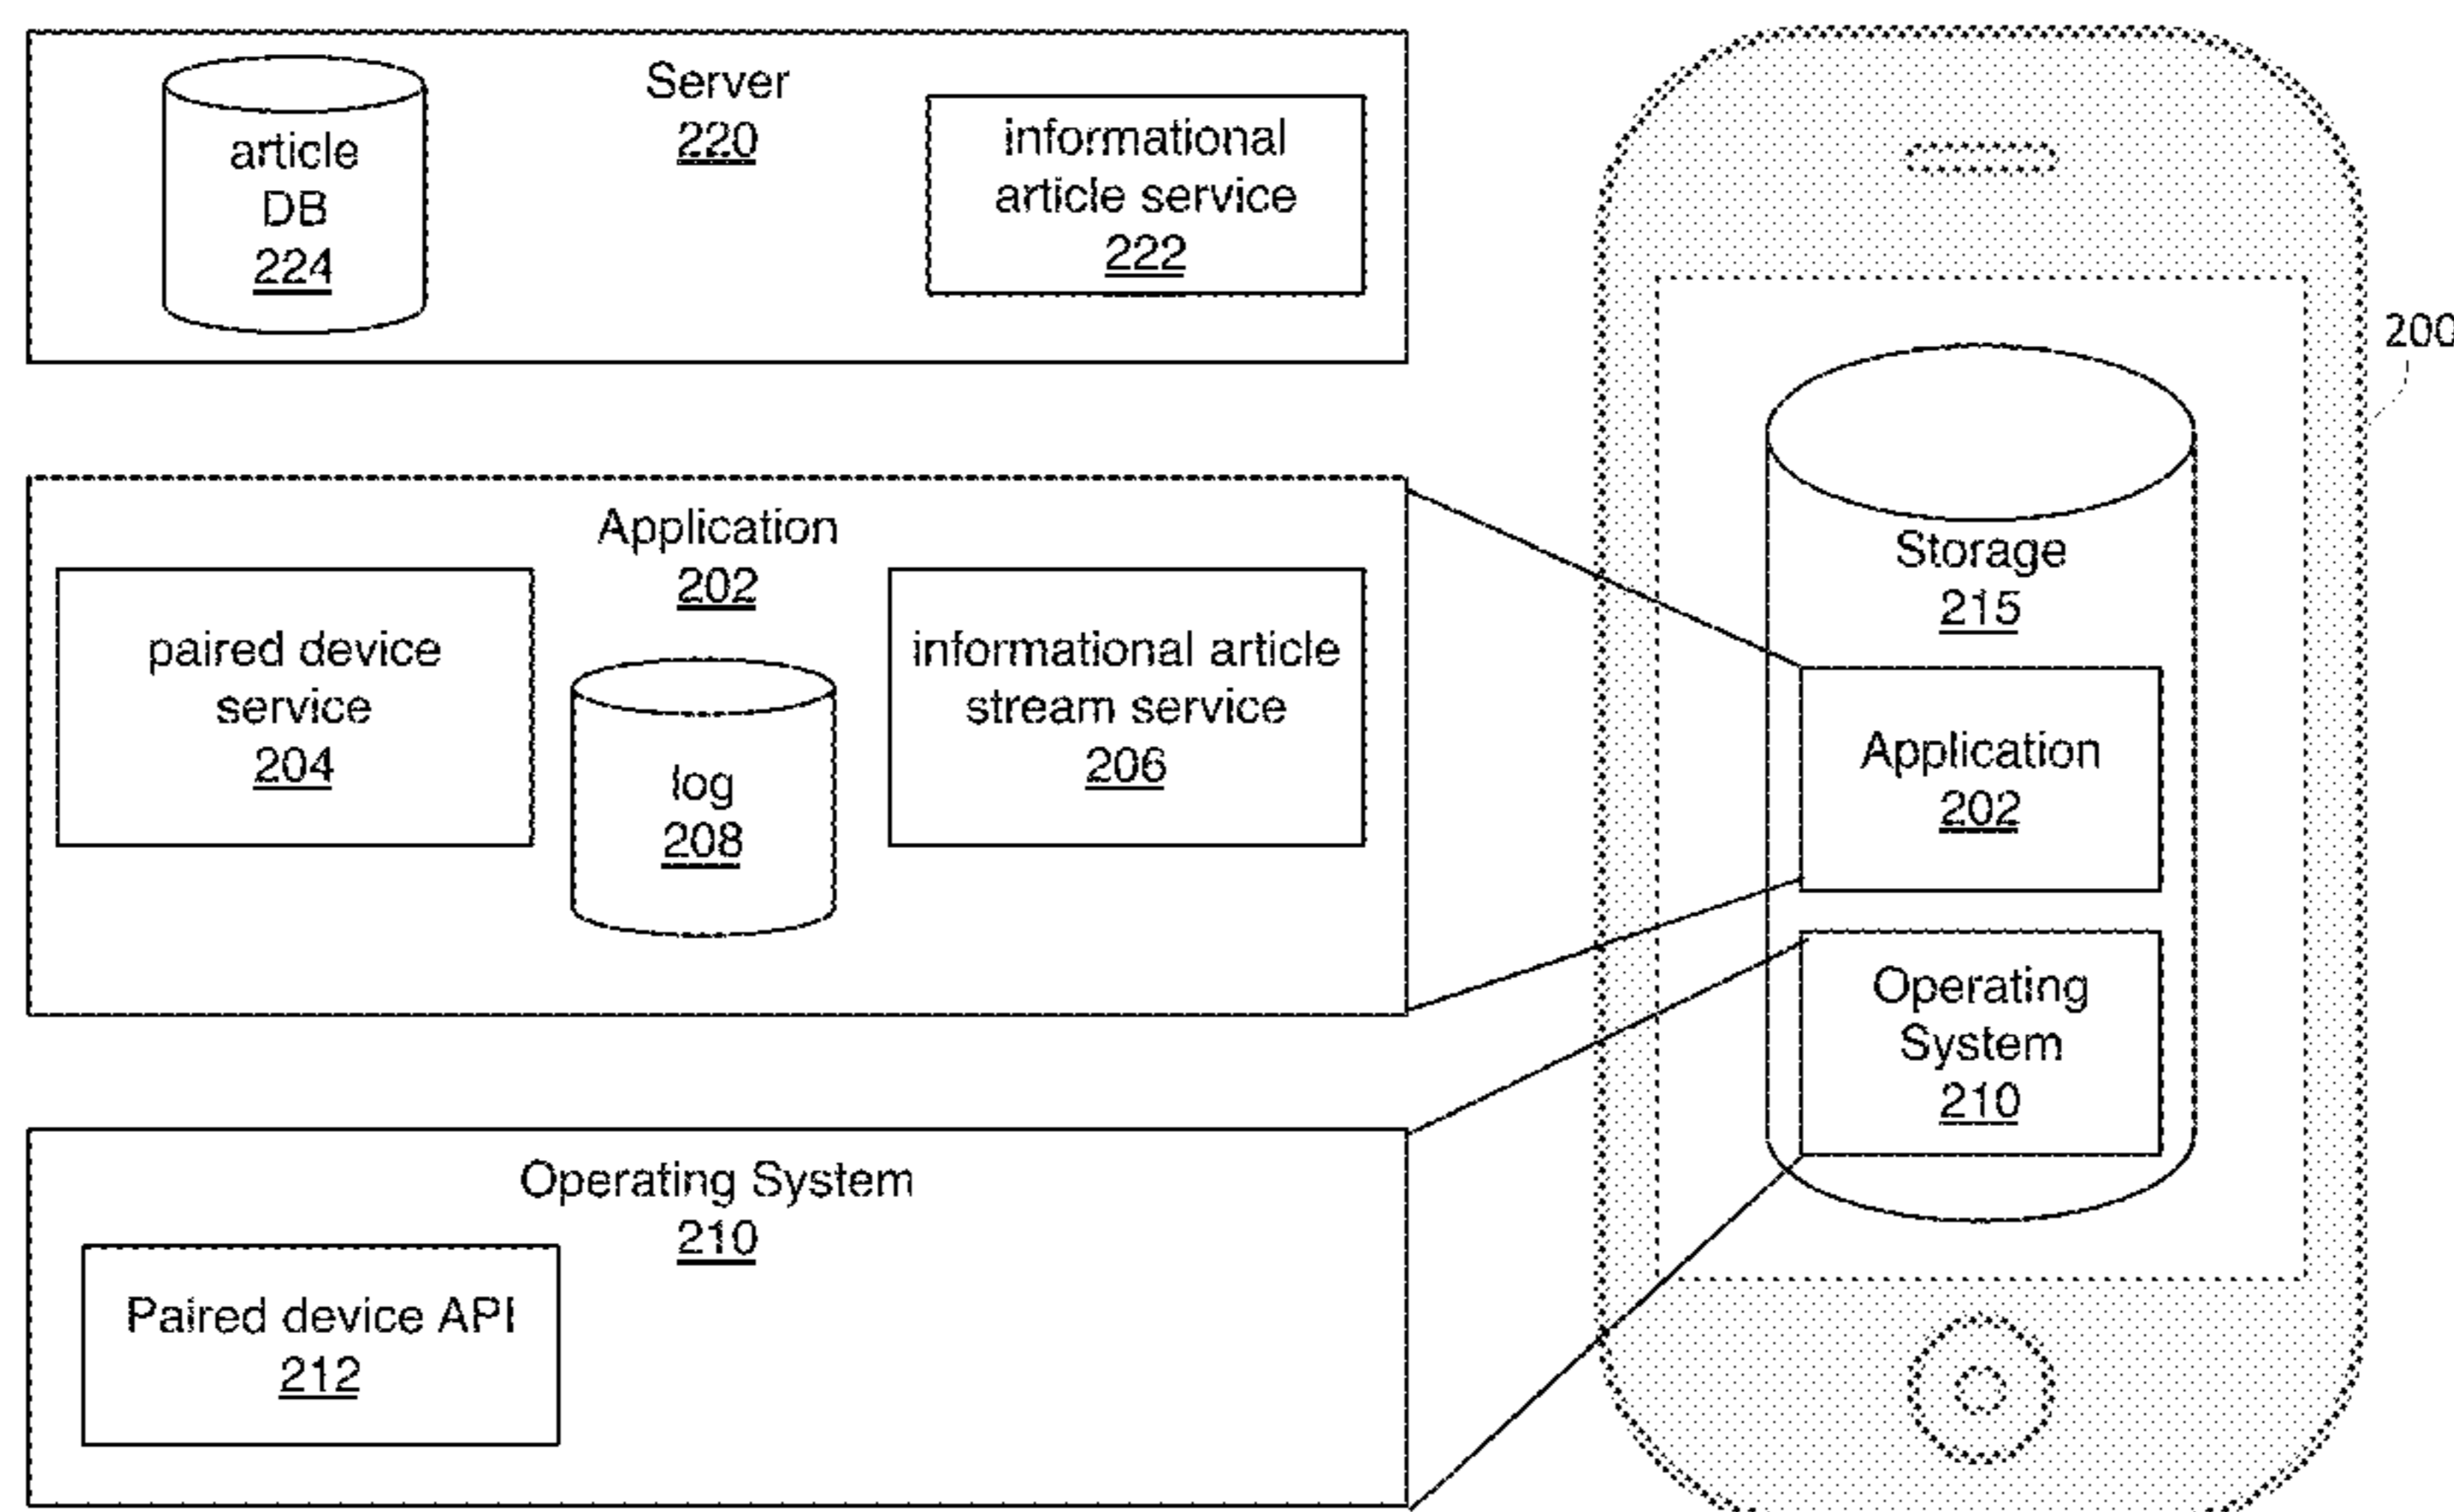 Server
220
article
DB
224
informational
article service
222
200
Application
202
paired device
service
204
log
208
informational article
stream service
206
Storage
215
Application
202
Operating
System
210
Operating System
210
Paired device API
212